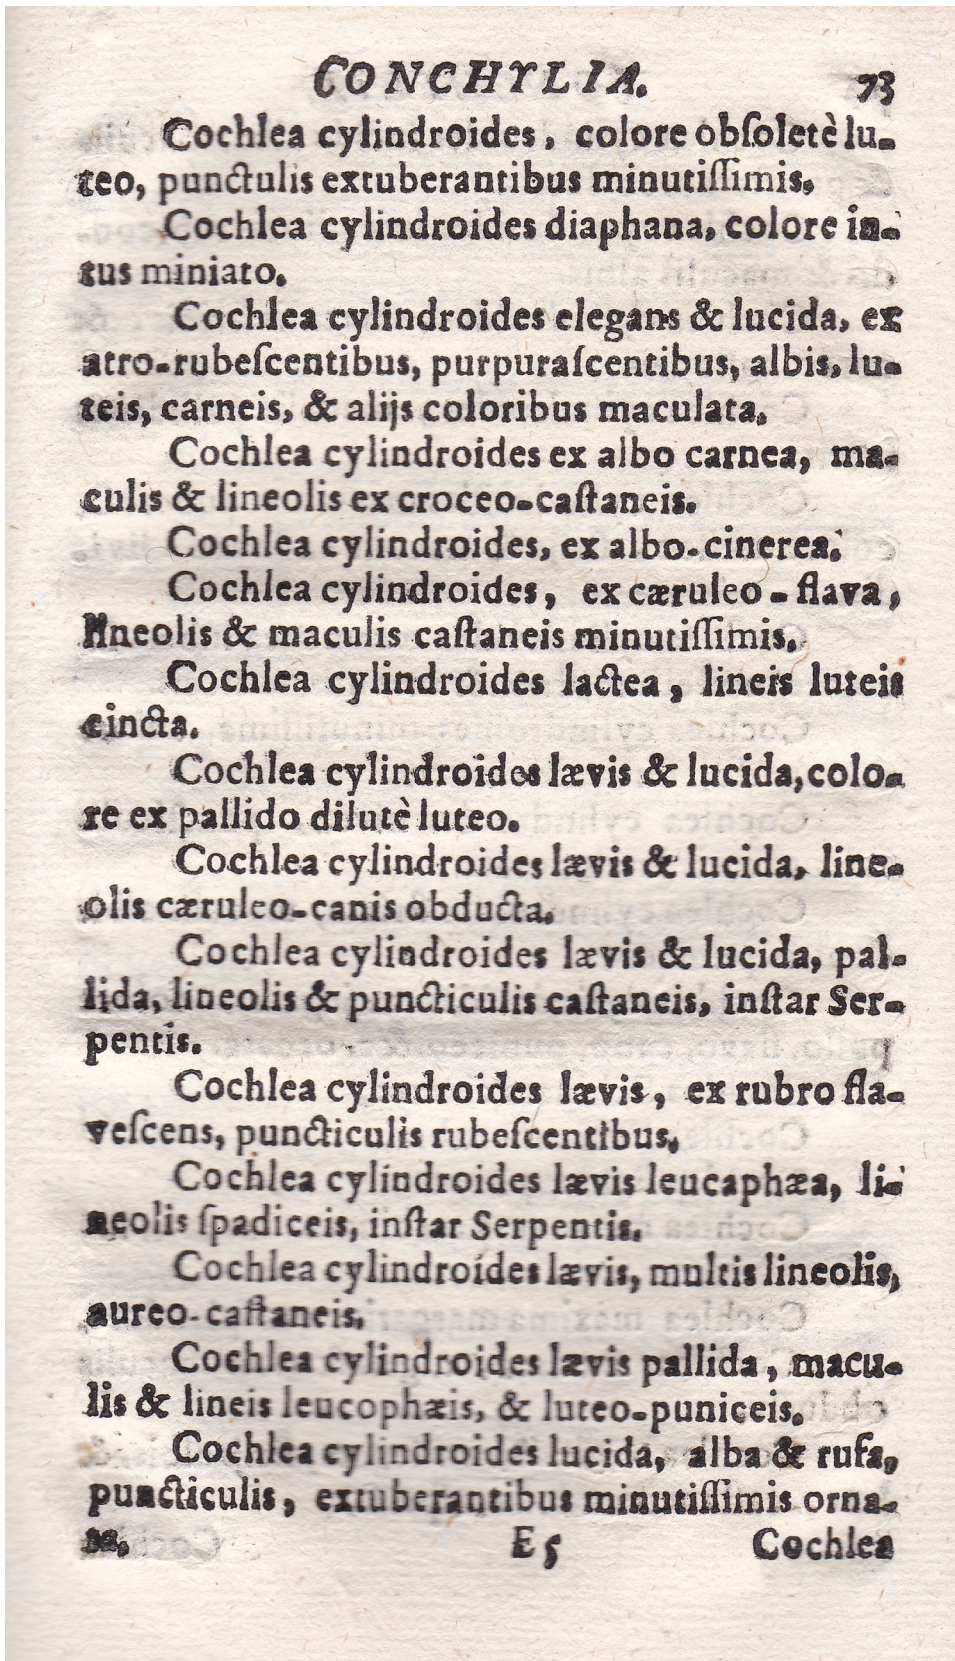 CONCHYLIA. 73
Cochlea cylindroides, colore obſoletè lu-
teo, punctulis extuberantibus minutiſſimis.
Cochlea cylindroides diaphana, colore in-
tus miniato.
Cochlea cylindroides elegans & lucida, ex
atro-rubeſcentibus, purpuraſcentibus, albis, lu-
teis, carneis, & alijs coloribus maculata.
Cochlea cylindroides ex albo carnea, ma-
culis & lineolis ex croceo-caſtaneis.
Cochlea cylindroides, ex albo-cinerea.
Cochlea cylindroides, ex cæruleo-flava,
lineolis & maculis caſtaneis minutiſſimis.
Cochlea cylindroides lactea, lineis luteis
cincta.
Cochlea cylindroides lævis & lucida, colo-
re ex pallido dilutè luteo.
Cochlea cylindroides lævis & lucida, line-
olis cæruleo-canis obducta.
Cochlea cylindroides lævis & lucida, pal-
lida, lineolis & puncticulis caſtaneis, inſtar Ser-
pentis.
Cochlea cylindroides lævis, ex rubro fla-
veſcens, puncticulis rubeſcentibus.
Cochlea cylindroides lævis leucaphæa, li-
neolis ſpadiceis, inſtar Serpentis.
Cochlea cylindroides lævis, multis lineolis,
aureo-caſtaneis.
Cochlea cylindroides lævis pallida, macu-
lis & lineis leucophæis, & luteo-puniceis.
Cochlea cylindroides lucida, alba & rufa,
puncticulis, extuberantibus minutiſſimis orna-
ta. E 5 Cochlea